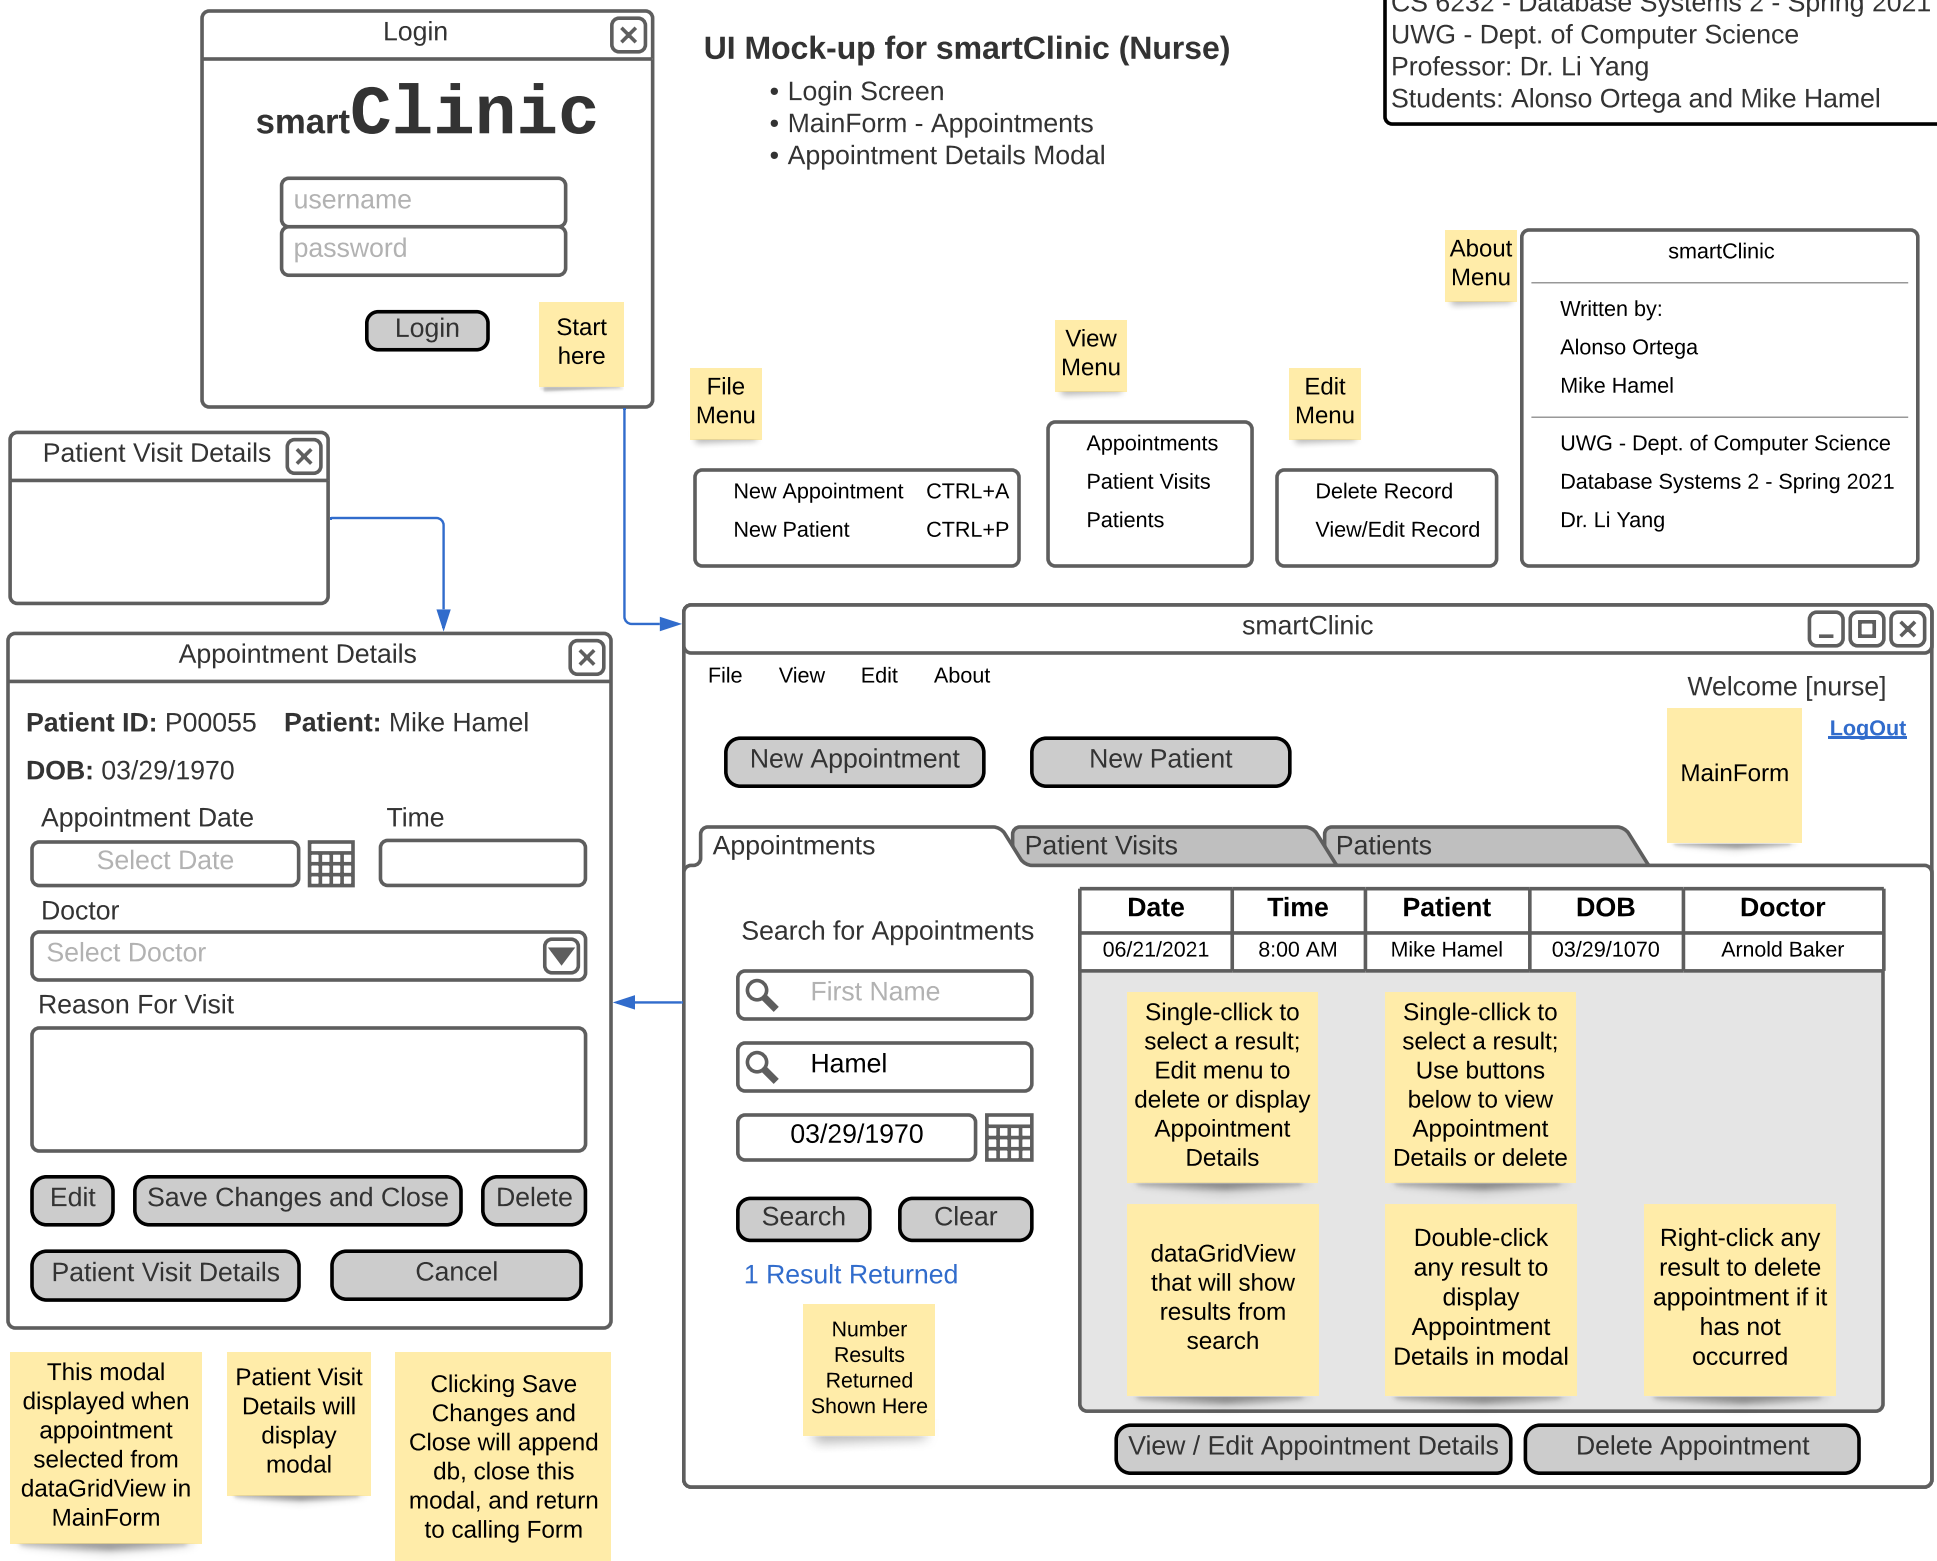 Login
smartClinic
username
password
Login
Start
here
UI Mock-up for smartClinic (Nurse)
• Login Screen
• MainForm - Appointments
• Appointment Details Modal
CS 6232 - Database Systems 2 - Spring 2021
UWG - Dept. of Computer Science
Professor: Dr. Li Yang
Students: Alonso Ortega and Mike Hamel
File
Menu
New Appointment CTRL+A
New Patient CTRL+P
View
Menu
Appointments
Patient Visits
Patients
Edit
Menu
Delete Record
View/Edit Record
About
Menu
smartClinic
Written by:
Alonso Ortega
Mike Hamel
UWG - Dept. of Computer Science
Database Systems 2 - Spring 2021
Dr. Li Yang
Patient Visit Details
Appointment Details
Patient ID: P00055 Patient: Mike Hamel
DOB: 03/29/1970
Appointment Date Time
Select Date
Doctor
Select Doctor
Reason For Visit
Edit Save Changes and Close Delete
Patient Visit Details Cancel
This modal
displayed when
appointment
selected from
dataGridView in
MainForm
Patient Visit
Details will
display
modal
Clicking Save
Changes and
Close will append
db, close this
modal, and return
to calling Form
smartClinic
File View Edit About
Welcome [nurse]
LogOut
MainForm
New Appointment New Patient
Appointments Patient Visits Patients
Search for Appointments
First Name
Hamel
03/29/1970
Search Clear
1 Result Returned
Number
Results
Returned
Shown Here
Date Time Patient DOB Doctor
06/21/2021 8:00 AM Mike Hamel 03/29/1070 Arnold Baker
Single-cllick to
select a result;
Edit menu to
delete or display
Appointment
Details
Single-cllick to
select a result;
Use buttons
below to view
Appointment
Details or delete
dataGridView
that will show
results from
search
Double-click
any result to
display
Appointment
Details in modal
Right-click any
result to delete
appointment if it
has not
occurred
View / Edit Appointment Details Delete Appointment